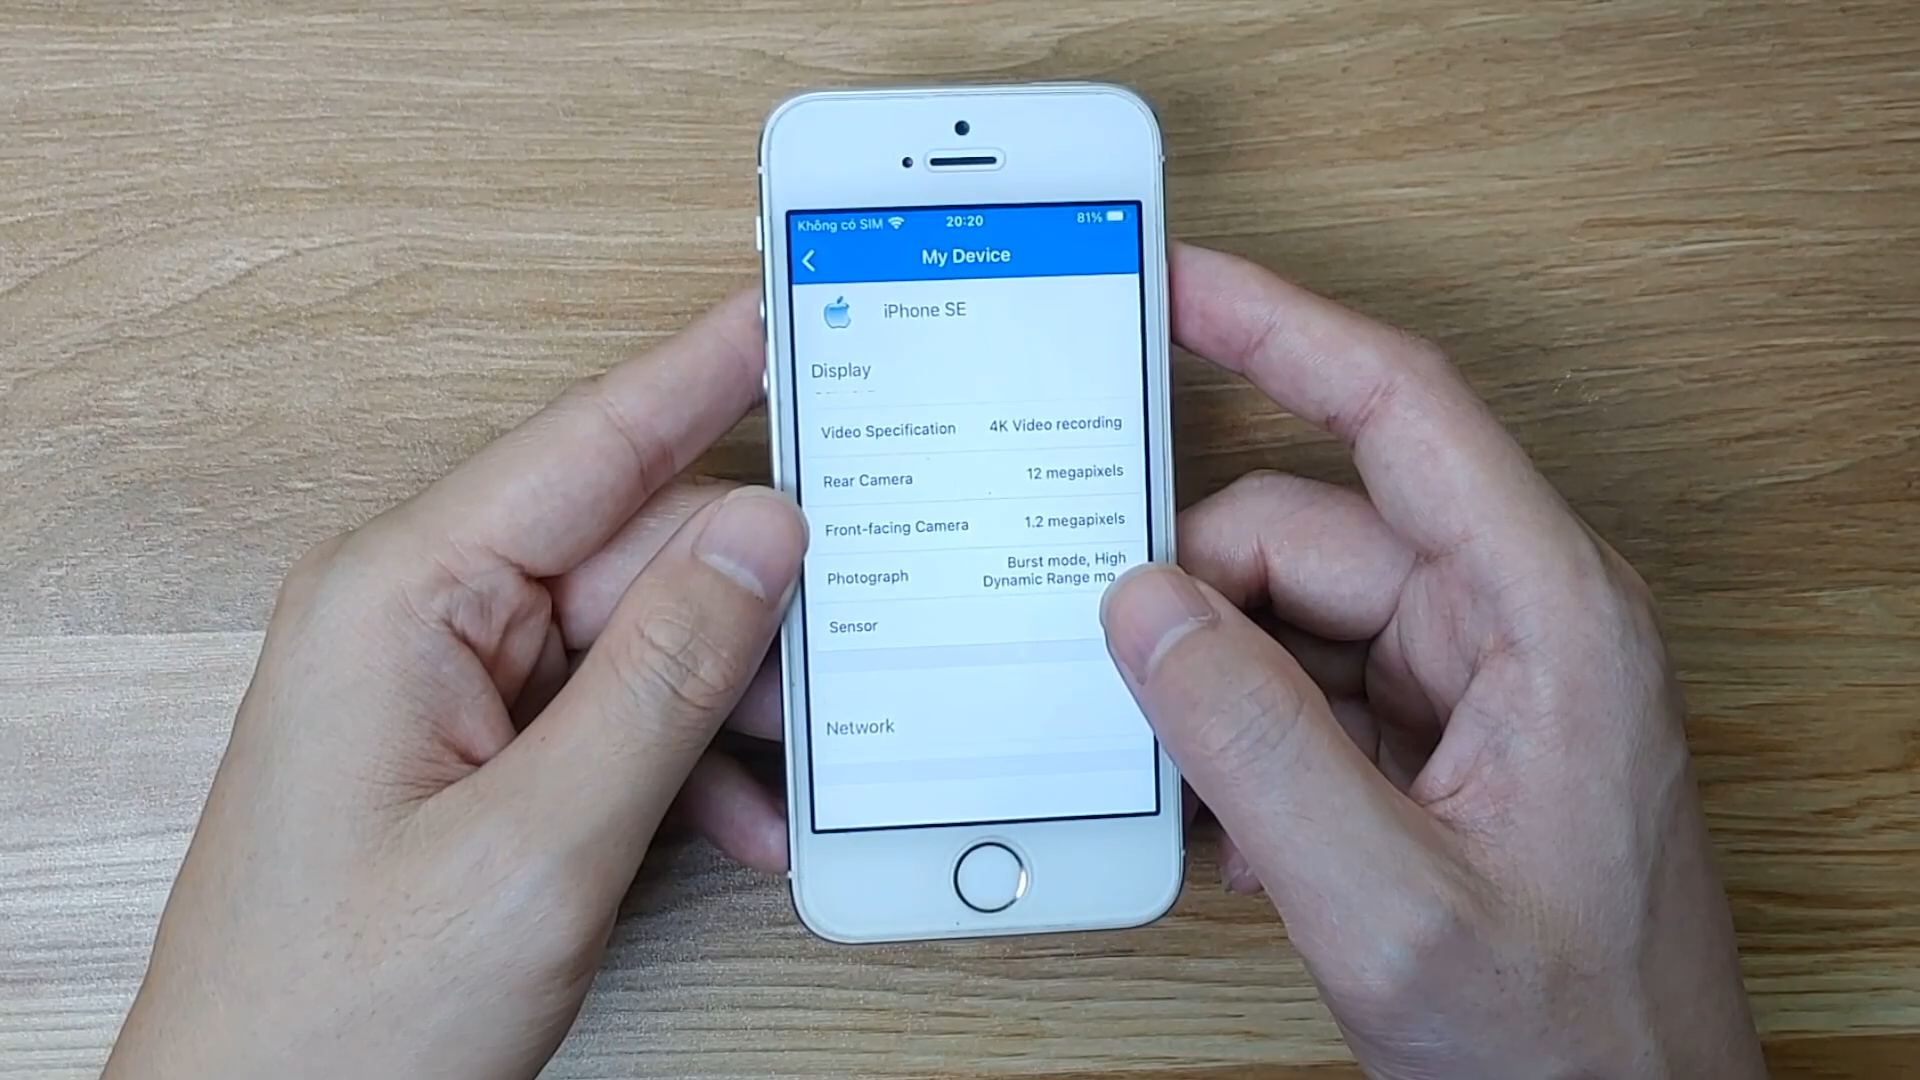 Không có SIM 20:20 81%
My Device
iPhone SE
Display
Video Specification 4K Video recording
Rear Camera 12 megapixels
Front-facing Camera 1.2 megapixels
Photograph Burst mode, High
Dynamic Range mo
Sensor
Network